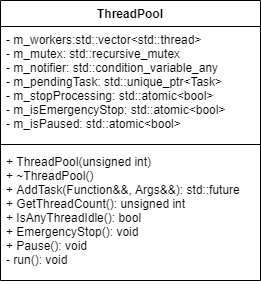 ThreadPool
- m_workers:std::vector<std::thread>
- m_mutex: std::recursive_mutex
- m_notifier: std::condition_variable_any
- m_pendingTask: std::unique_ptr<Task>
- m_stopProcessing: std::atomic<bool>
- m_isEmergencyStop: std::atomic<bool>
- m_isPaused: std::atomic<bool>
+ ThreadPool(unsigned int)
+ ~ThreadPool()
+ AddTask(Function&&, Args&&): std::future
+ GetThreadCount(): unsigned int
+ IsAnyThreadIdle(): bool
+ EmergencyStop(): void
+ Pause(): void
- run(): void